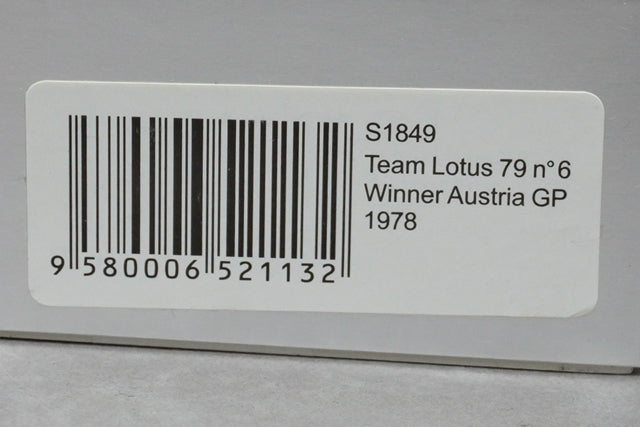 S1849
Team Lotus 79 n°6
Winner Austria GP
1978
9 580006 521132